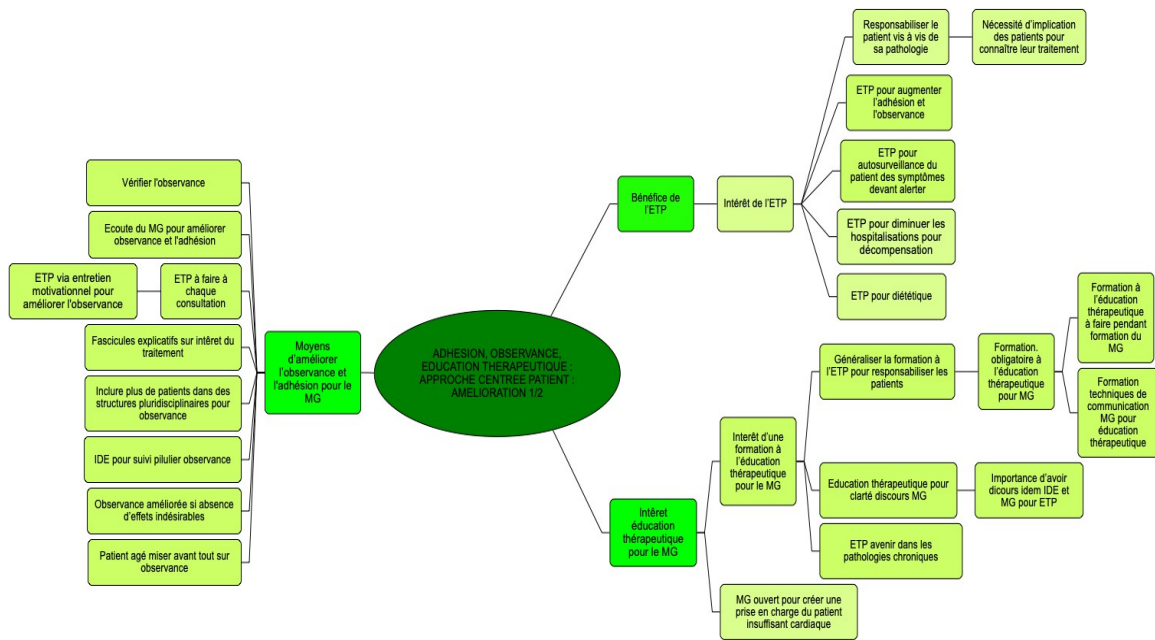 ADHESION, OBSERVANCE,
EDUCATION THERAPEUTIQUE :
APPROCHE CENTREE PATIENT :
AMELIORATION 1/2
Moyens
d'améliorer
l'observance et
l'adhésion pour le
MG
Vérifier l'observance
Ecoute du MG pour améliorer
observance et l'adhésion
ETP à faire à
chaque
consultation
ETP via entretien
motivationnel pour
améliorer l'observance
Fascicules explicatifs sur intêret du
traitement
Inclure plus de patients dans des
structures pluridisciplinaires pour
observance
IDE pour suivi pilulier observance
Observance améliorée si absence
d'effets indésirables
Patient agé miser avant tout sur
observance
Bénéfice de
l'ETP
Intérêt de l'ETP
Responsabiliser le
patient vis à vis de
sa pathologie
Nécessité d'implication
des patients pour
connaître leur traitement
ETP pour augmenter
l'adhésion et
l'observance
ETP pour
autosurveillance du
patient des symptômes
devant alerter
ETP pour diminuer les
hospitalisations pour
décompensation
ETP pour diététique
Intêret
éducation
thérapeutique
pour le MG
Interêt d'une
formation à
l'éducation
thérapeutique
pour le MG
Généraliser la formation à
l'ETP pour responsabiliser les
patients
Formation.
obligatoire à
l'éducation
thérapeutique
pour MG
Formation à
l'éducation
thérapeutique
à faire pendant
formation du
MG
Formation
techniques de
communication
MG pour
éducation
thérapeutique
Education thérapeutique pour
clarté discours MG
Importance d'avoir
dicours idem IDE et
MG pour ETP
ETP avenir dans les
pathologies chroniques
MG ouvert pour créer une
prise en charge du patient
insuffisant cardiaque